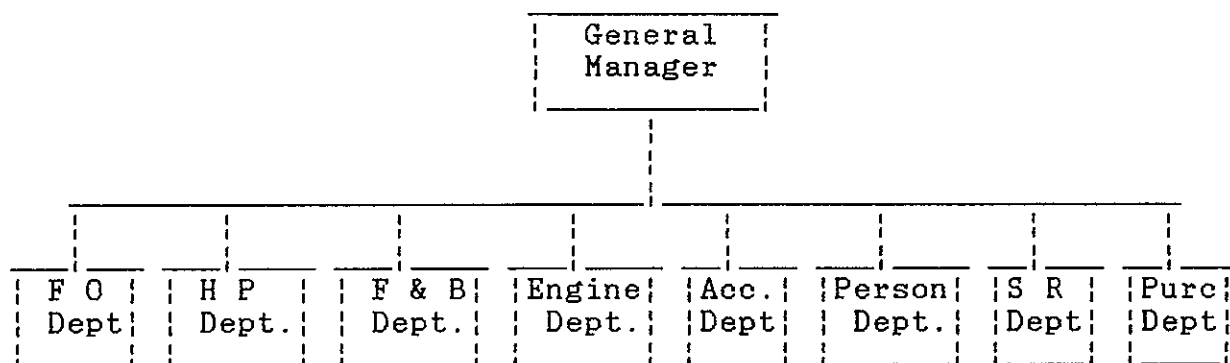 General
Manager
F O H P F & B Engine Acc. Person S R Purc
Dept Dept. Dept. Dept. Dept Dept. Dept Dept